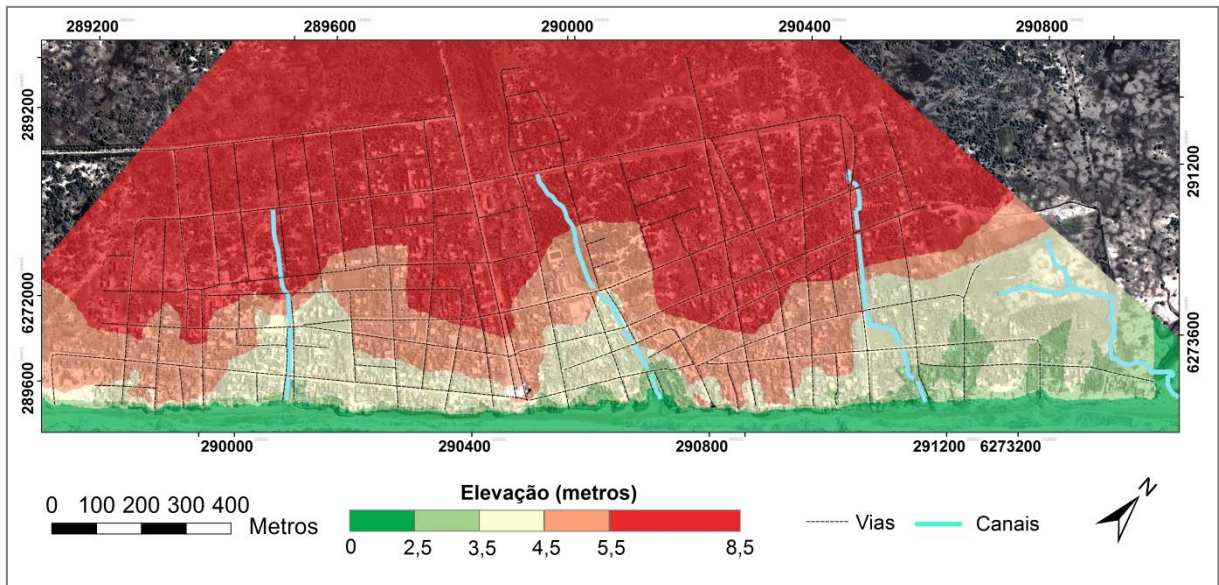 289200 289600 290000 290400 290800
289200
291200
6272000
6273600
289600
290000 290400 290800 291200 6273200
Elevação (metros)
0 100 200 300 400
Metros
0 2,5 3,5 4,5 5,5 8,5
Vias
Canais
N